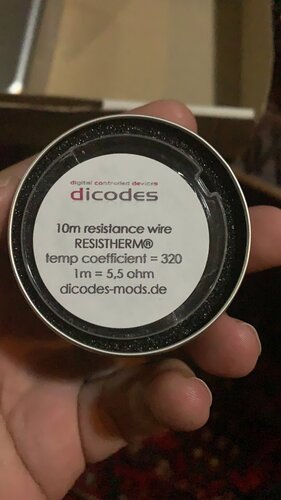 digital controlled devices
dicodes
10m resistance wire
RESISTHERM®
temp coefficient = 320
1m = 5,5 ohm
dicodes-mods.de